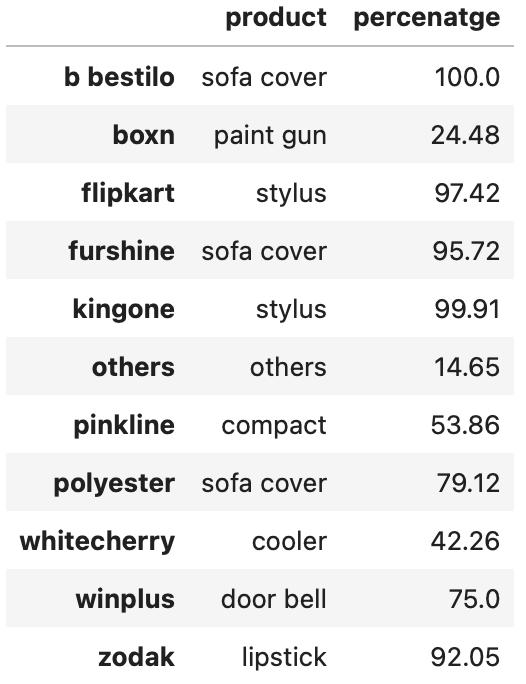 product percenatge
b bestilo sofa cover 100.0
boxn paint gun 24.48
flipkart stylus 97.42
furshine sofa cover 95.72
kingone stylus 99.91
others others 14.65
pinkline compact 53.86
polyester sofa cover 79.12
whitecherry cooler 42.26
winplus door bell 75.0
zodak lipstick 92.05